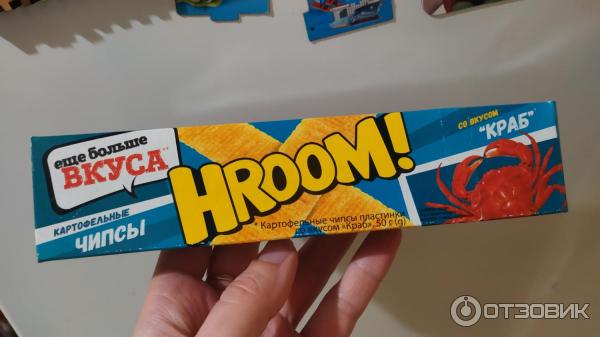 еще больше
ВКУСА**
КАРТОФЕЛЬНЫЕ
ЧИПСЫ
HROOM!
* Картофельные чипсы пластинки
со вкусом «Краб», 50 г (g)
СО ВКУСОМ
"КРАБ"*
ОТЗОВИК